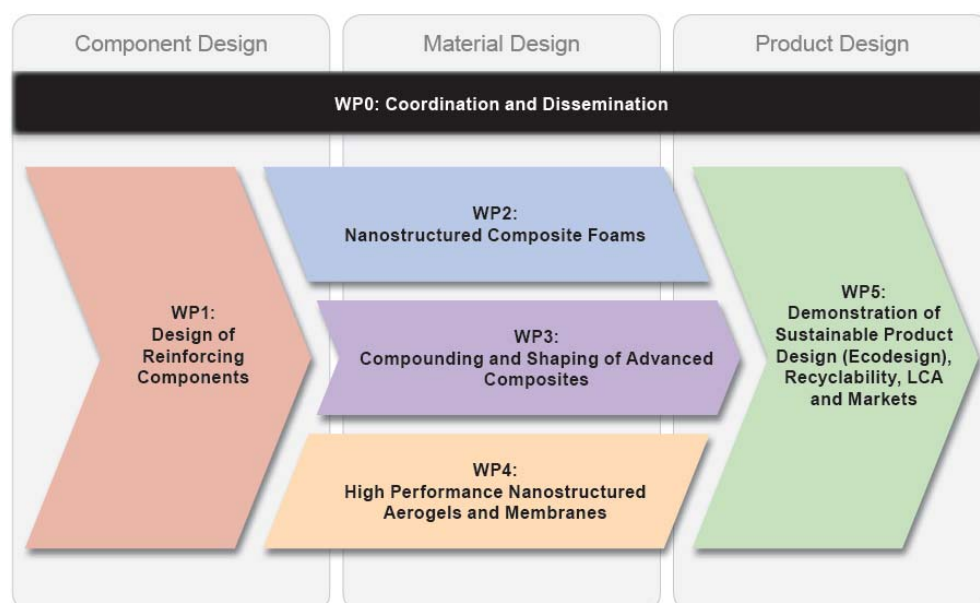 Component Design
Material Design
Product Design
WP0: Coordination and Dissemination
WP1:
Design of
Reinforcing
Components
WP2:
Nanostructured Composite Foams
WP3:
Compounding and Shaping of Advanced
Composites
WP4:
High Performance Nanostructured
Aerogels and Membranes
WP5:
Demonstration of
Sustainable Product
Design (Ecodesign),
Recyclability, LCA
and Markets